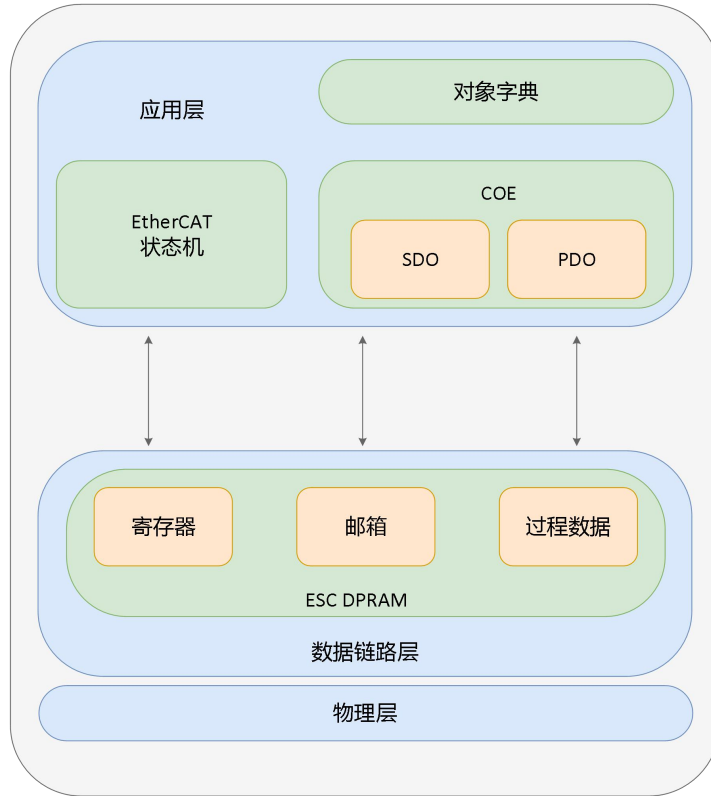 应用层
对象字典
EtherCAT
状态机
COE
SDO
PDO
寄存器
邮箱
过程数据
ESC DPRAM
数据链路层
物理层